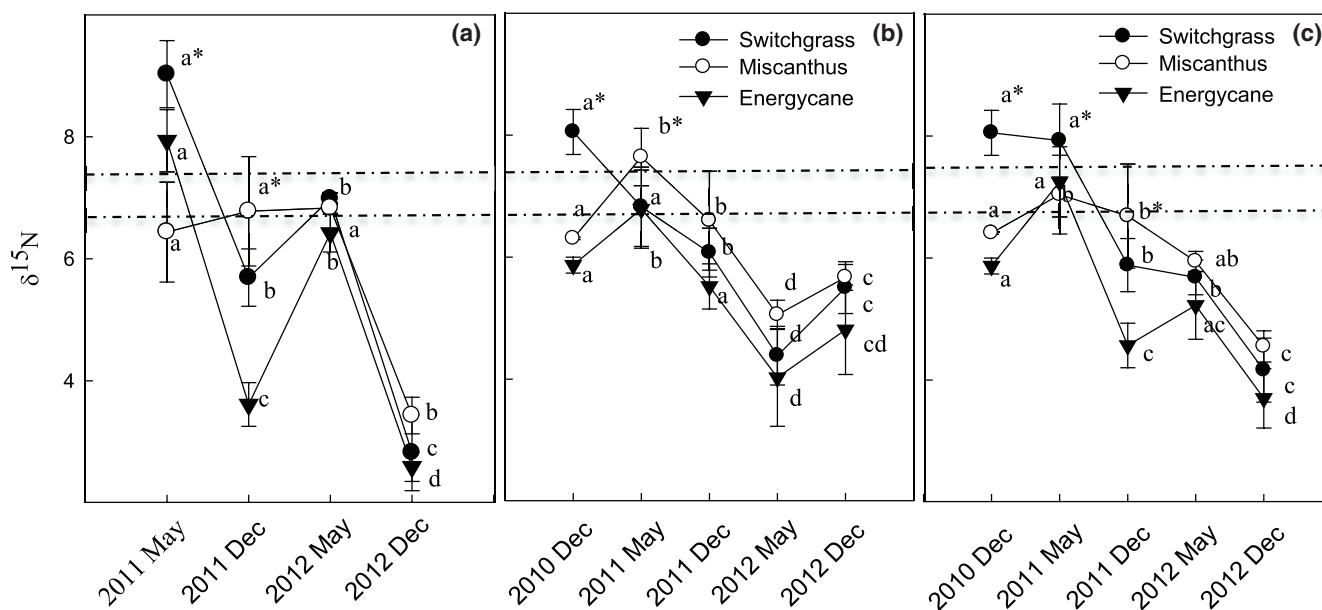 (a)
δ15N
8
6
4
a*
a
a
a*
b
c
b
a
b
b
c
d
2011 May
2011 Dec
2012 May
2012 Dec
(b)
Switchgrass
Miscanthus
Energycane
a*
a
a
b*
a
b
b
b
a
d
d
d
c
c
cd
2010 Dec
2011 May
2011 Dec
2012 May
2012 Dec
(c)
Switchgrass
Miscanthus
Energycane
a*
a
a
a*
a
b
b*
b
c
ab
b
ac
c
c
d
2010 Dec
2011 May
2011 Dec
2012 May
2012 Dec